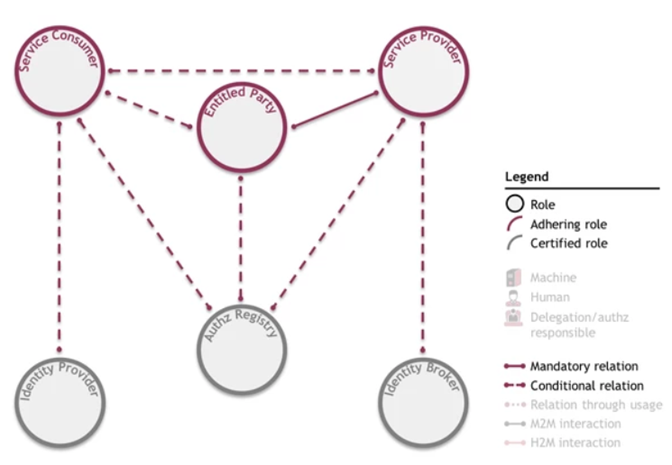 Service Consumer
Service Provider
Entitled Party
Authz Registry
Identity Provider
Identity Broker
Legend
Role
Adhering role
Certified role
Machine
Human
Delegation/authz
responsible
Mandatory relation
Conditional relation
Relation through usage
M2M interaction
H2M interaction